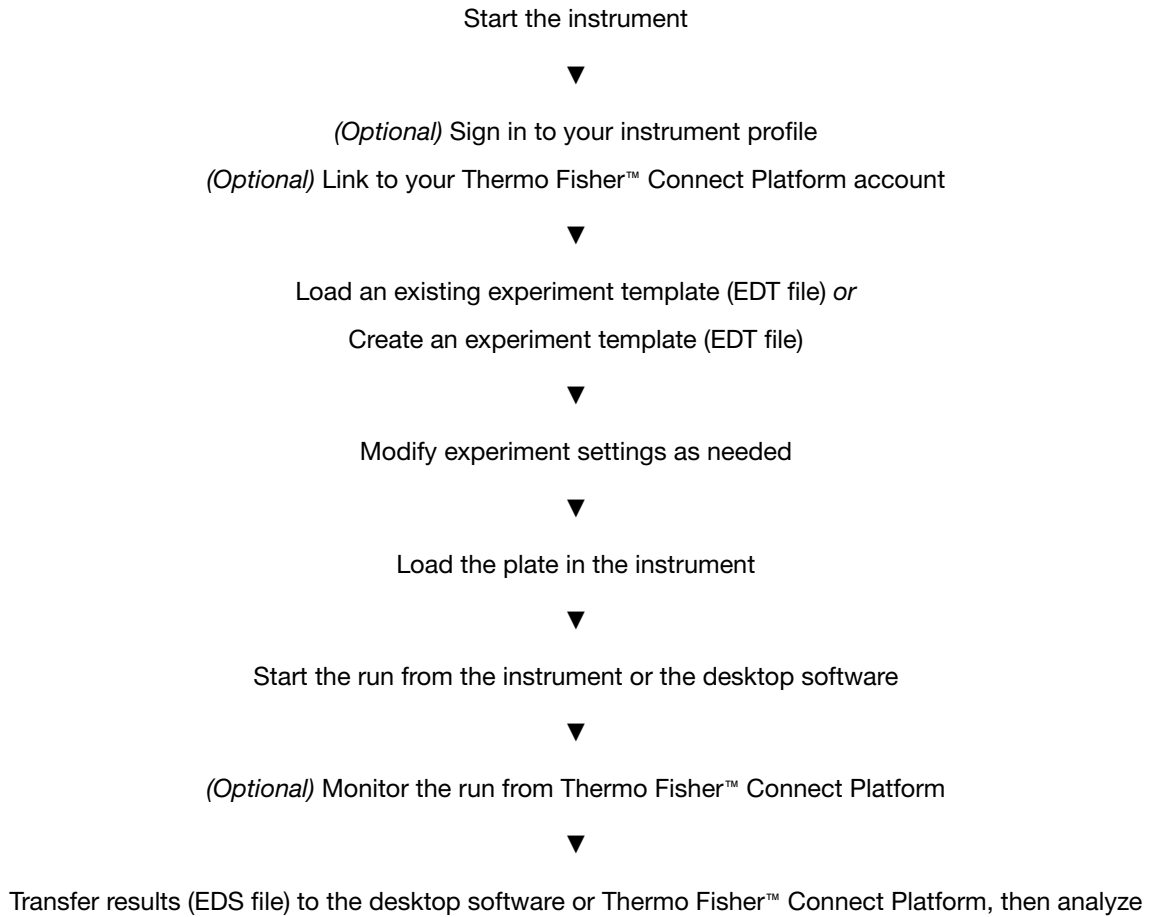 Start the instrument
▼
(Optional) Sign in to your instrument profile
(Optional) Link to your Thermo Fisher™ Connect Platform account
▼
Load an existing experiment template (EDT file) or
Create an experiment template (EDT file)
▼
Modify experiment settings as needed
▼
Load the plate in the instrument
▼
Start the run from the instrument or the desktop software
▼
(Optional) Monitor the run from Thermo Fisher™ Connect Platform
▼
Transfer results (EDS file) to the desktop software or Thermo Fisher™ Connect Platform, then analyze